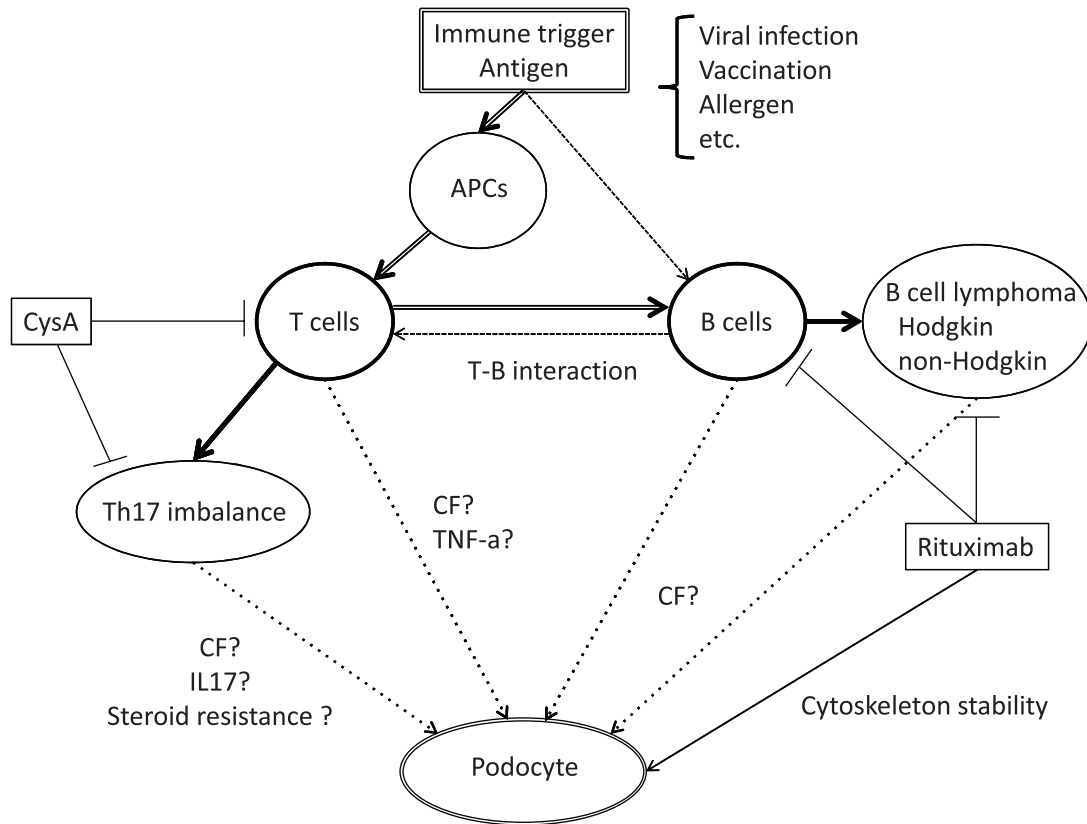 Immune trigger
Antigen
Viral infection
Vaccination
Allergen
etc.
APCs
CysA
T cells
B cells
B cell lymphoma
Hodgkin
non-Hodgkin
T-B interaction
Th17 imbalance
CF?
TNF-a?
Rituximab
CF?
CF?
IL17?
Steroid resistance ?
Cytoskeleton stability
Podocyte